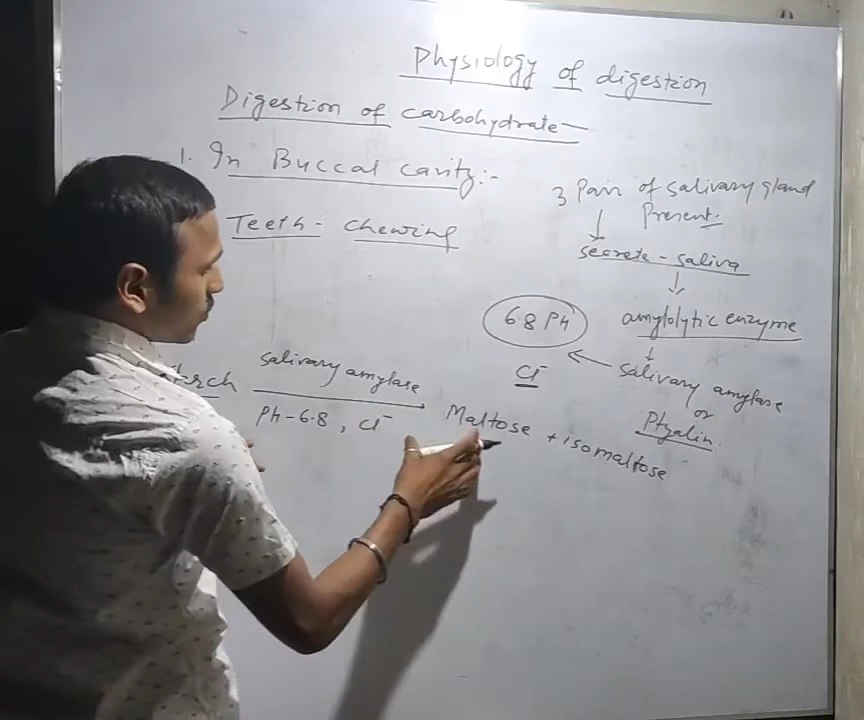 Physiology of digestion
Digestion of carbohydrate—
1. In Buccal cavity:-
Teeth - chewing
3 Pair of salivary gland
Present.
secrete - saliva
amylolytic enzyme
6.8 PH
Cl⁻
salivary amylase
or
Ptyalin
salivary amylase
PH-6.8, Cl⁻
Maltose + isomaltose